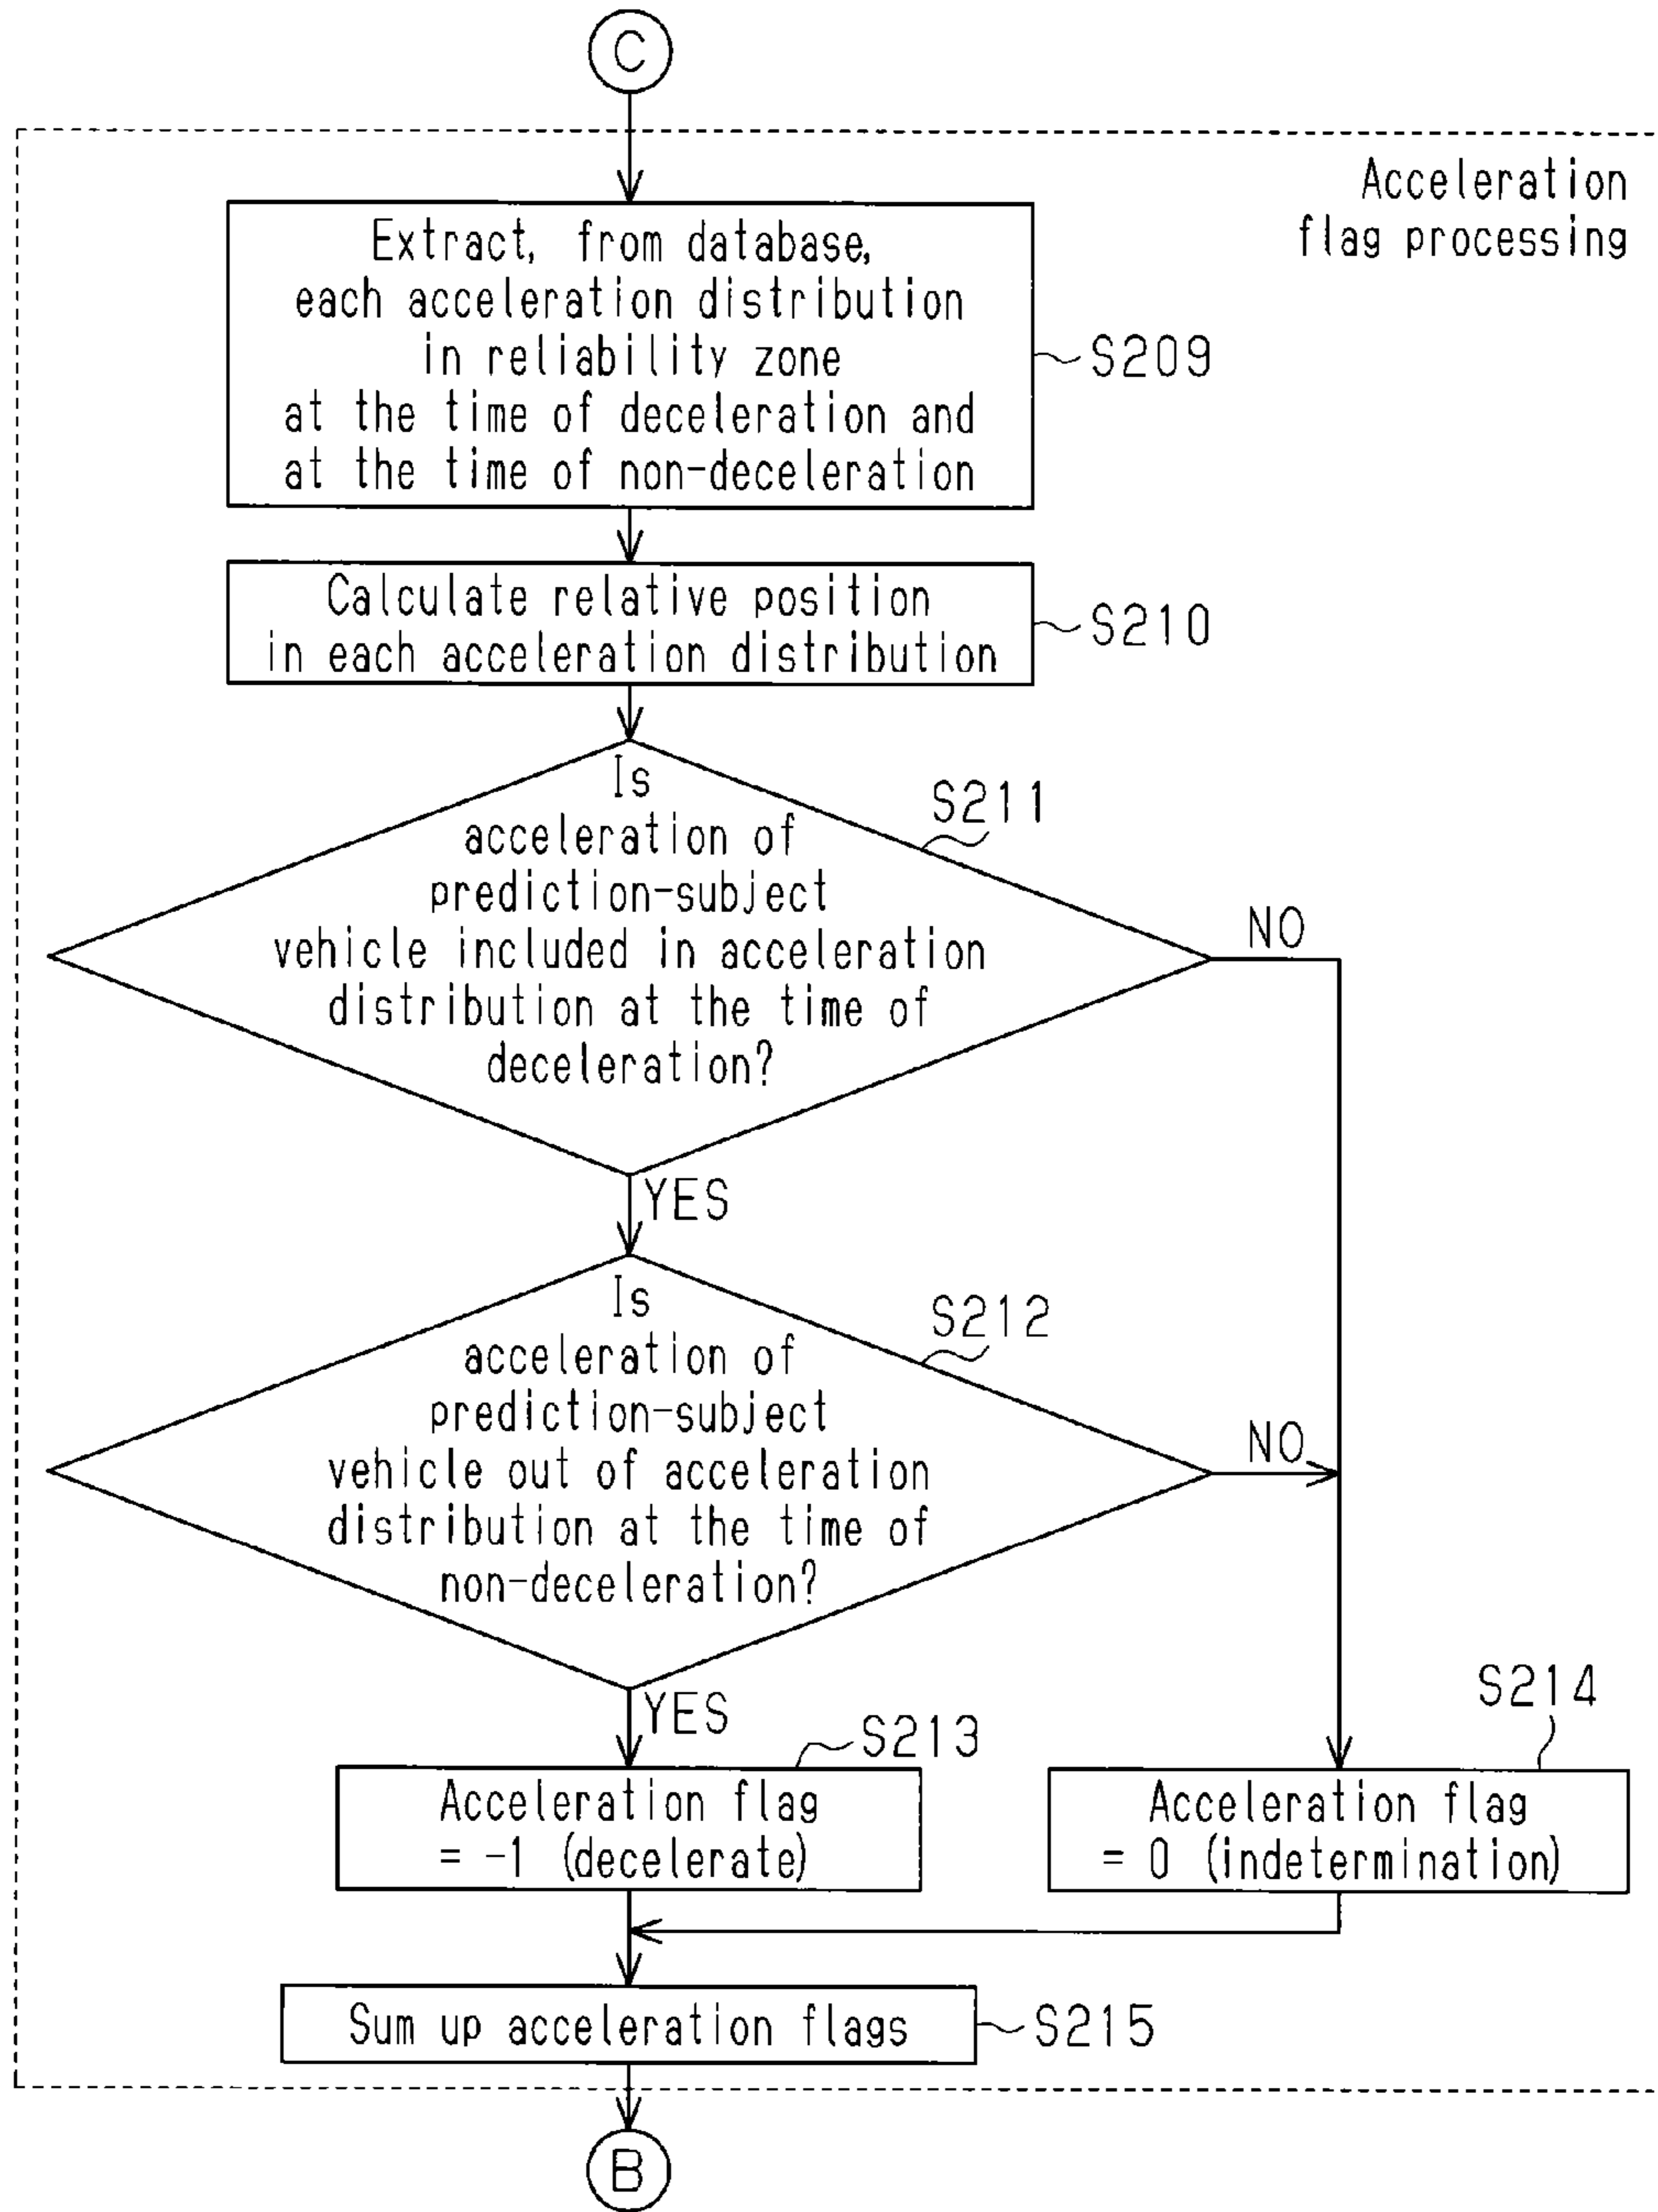 C
Acceleration
flag processing
Extract, from database,
each acceleration distribution
in reliability zone
at the time of deceleration and
at the time of non-deceleration
S209
Calculate relative position
in each acceleration distribution
S210
Is
acceleration of
prediction-subject
vehicle included in acceleration
distribution at the time of
deceleration?
S211
NO
YES
Is
acceleration of
prediction-subject
vehicle out of acceleration
distribution at the time of
non-deceleration?
S212
NO
YES
S213
Acceleration flag
= -1 (decelerate)
S214
Acceleration flag
= 0 (indetermination)
Sum up acceleration flags
S215
B